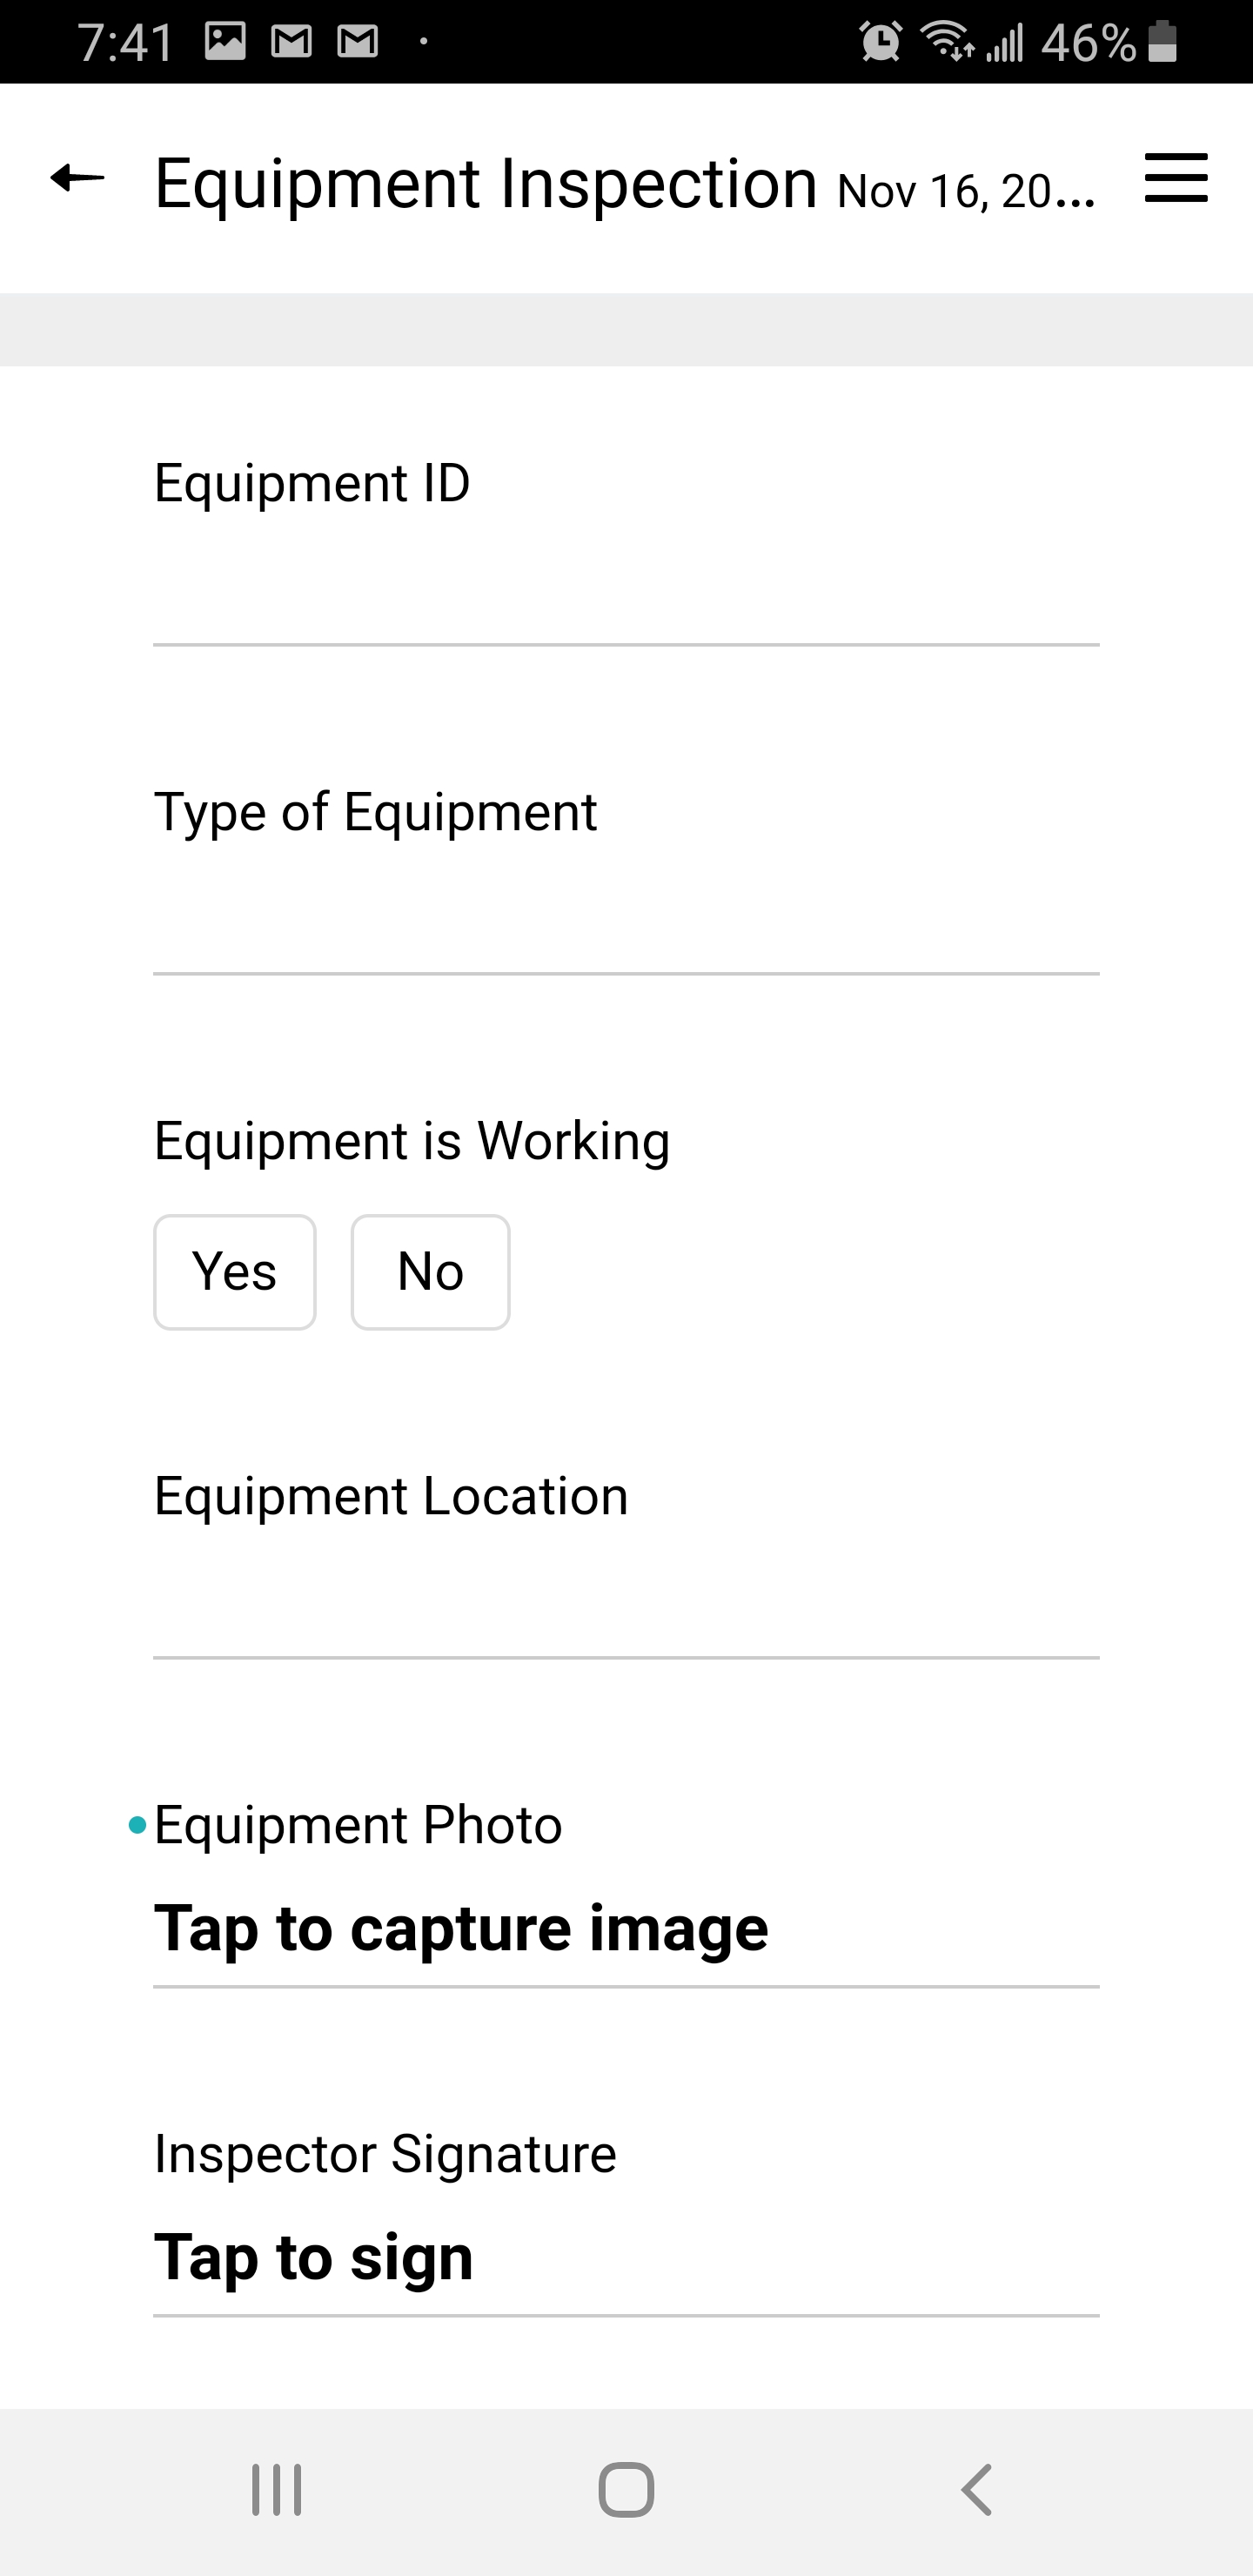 7:41 46%
Equipment Inspection Nov 16, 20...
Equipment ID
Type of Equipment
Equipment is Working
Yes No
Equipment Location
Equipment Photo
Tap to capture image
Inspector Signature
Tap to sign